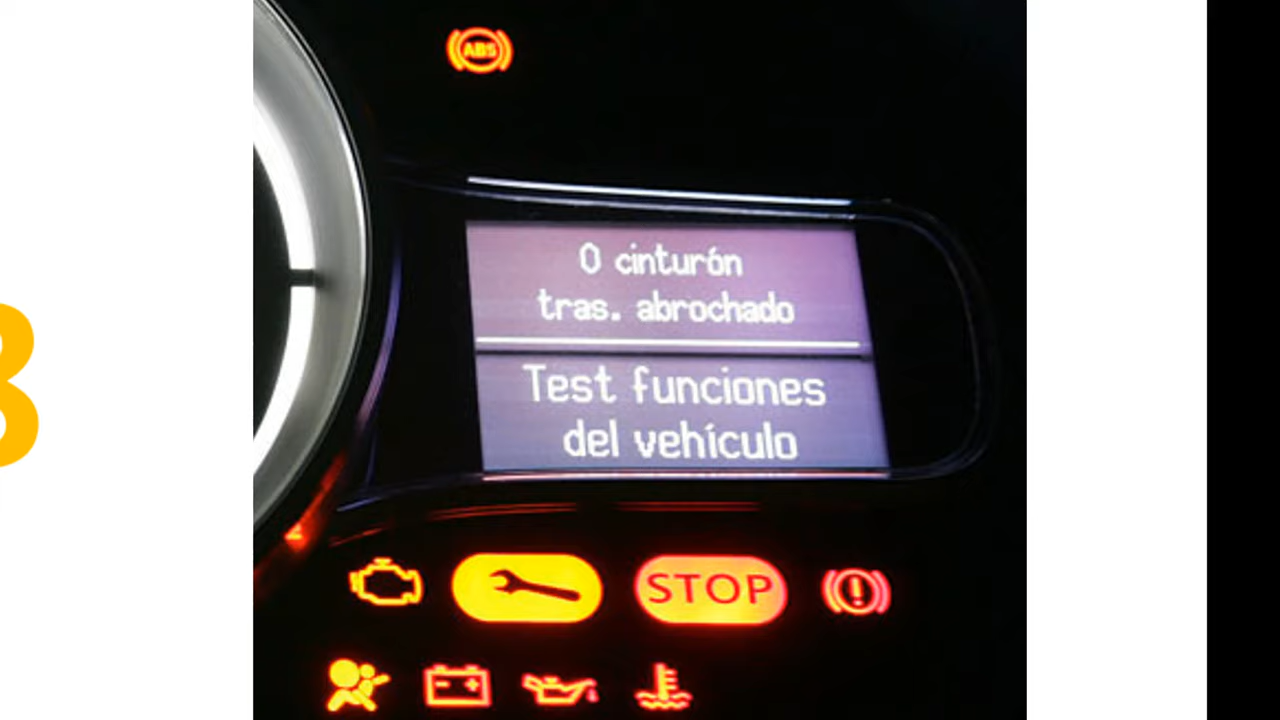 ABS
0 cinturón
tras. abrochado
Test funciones
del vehículo
STOP